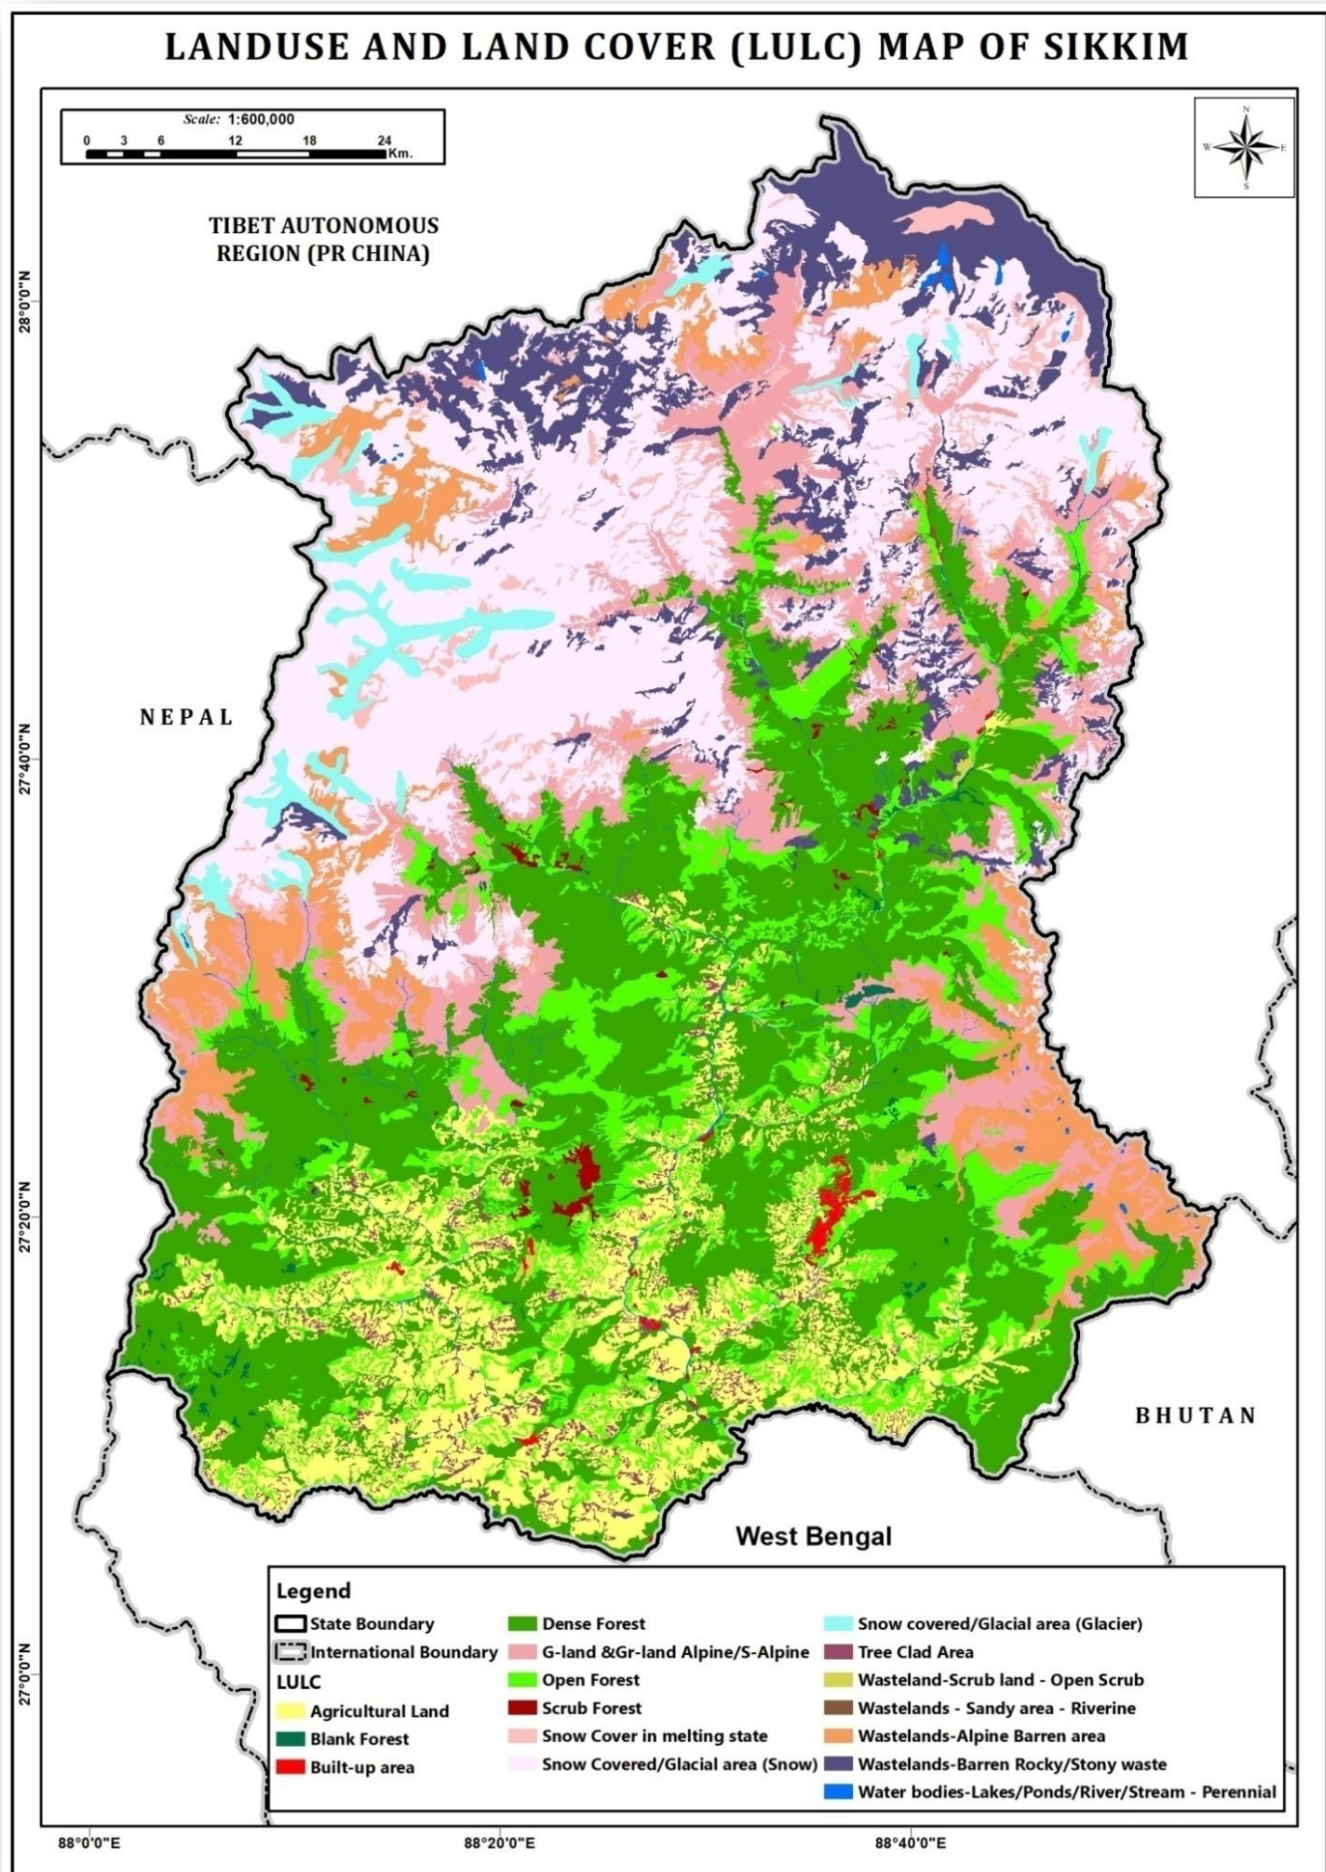 LANDUSE AND LAND COVER (LULC) MAP OF SIKKIM
Scale: 1:600,000
0 3 6 12 18 24
Km.
N
W E
S
TIBET AUTONOMOUS
REGION (PR CHINA)
28°0'0"N
NEPAL
27°40'0"N
27°20'0"N
BHUTAN
West Bengal
27°0'0"N
Legend
State Boundary
International Boundary
LULC
Agricultural Land
Blank Forest
Built-up area
Dense Forest
G-land &Gr-land Alpine/S-Alpine
Open Forest
Scrub Forest
Snow Cover in melting state
Snow Covered/Glacial area (Snow)
Snow covered/Glacial area (Glacier)
Tree Clad Area
Wasteland-Scrub land - Open Scrub
Wastelands - Sandy area - Riverine
Wastelands-Alpine Barren area
Wastelands-Barren Rocky/Stony waste
Water bodies-Lakes/Ponds/River/Stream - Perennial
88°0'0"E 88°20'0"E 88°40'0"E